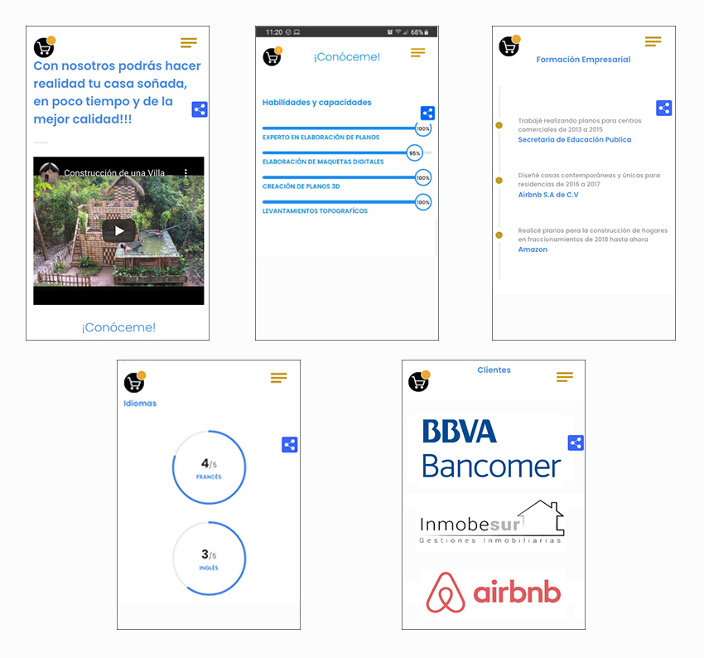 Con nosotros podrás hacer
realidad tu casa soñada,
en poco tiempo y de la
mejor calidad!!!
Construcción de una Villa
¡Conóceme!
11:20
68%
¡Conóceme!
Habilidades y capacidades
100%
EXPERTO EN ELABORACIÓN DE PLANOS
95%
ELABORACIÓN DE MAQUETAS DIGITALES
100%
CREACIÓN DE PLANOS 3D
100%
LEVANTAMIENTOS TOPOGRAFÍCOS
Formación Empresarial
Trabajé realizando planos para centros
comerciales de 2013 a 2015
Secretaría de Educación Publica
Diseñé casas contemporáneas y únicas para
residencias de 2016 a 2017
Airbnb S.A de C.V
Realicé planos para la construcción de hogares
en fraccionamientos de 2018 hasta ahora
Amazon
Idiomas
4/5
FRANCÉS
3/5
INGLÉS
Clientes
BBVA
Bancomer
Inmobesur
Gestiones Inmobiliarias
airbnb